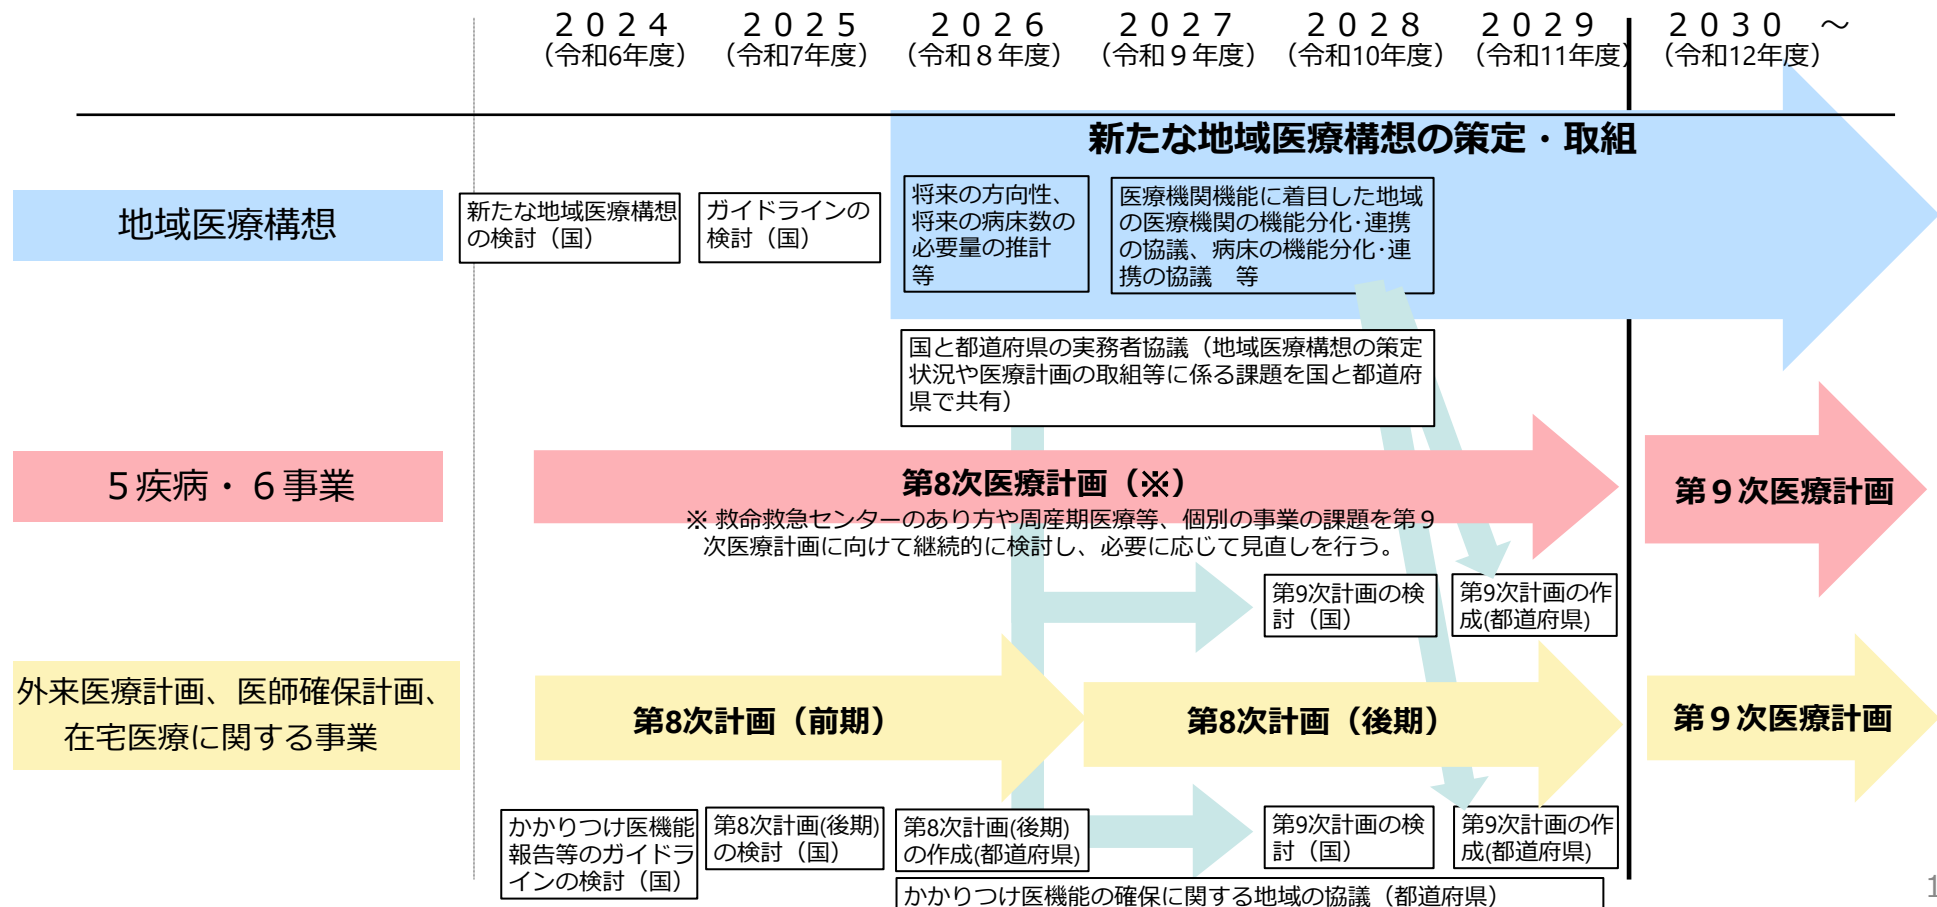 ２０２４
（令和6年度）
２０２５
（令和7年度）
２０２６
（令和８年度）
２０２７
（令和９年度）
２０２８
（令和10年度）
２０２９
（令和11年度）
２０３０　～
（令和12年度）
新たな地域医療構想の策定・取組
地域医療構想
新たな地域医療構想
の検討（国）
ガイドラインの
検討（国）
将来の方向性、
将来の病床数の
必要量の推計
等
医療機関機能に着目した地域
の医療機関の機能分化･連携
の協議、病床の機能分化･連
携の協議　等
国と都道府県の実務者協議（地域医療構想の策定
状況や医療計画の取組等に係る課題を国と都道府
県で共有）
５疾病・６事業
第8次医療計画（※）
※ 救命救急センターのあり方や周産期医療等、個別の事業の課題を第９
次医療計画に向けて継続的に検討し、必要に応じて見直しを行う。
第９次医療計画
第9次計画の検
討（国）
第9次計画の作
成(都道府県)
外来医療計画、医師確保計画、
在宅医療に関する事業
第8次計画（前期）
第8次計画（後期）
第９次医療計画
かかりつけ医機能
報告等のガイドラ
インの検討（国）
第8次計画(後期)
の検討（国）
第8次計画(後期)
の作成(都道府県)
第9次計画の検
討（国）
第9次計画の作
成(都道府県)
かかりつけ医機能の確保に関する地域の協議（都道府県）
1